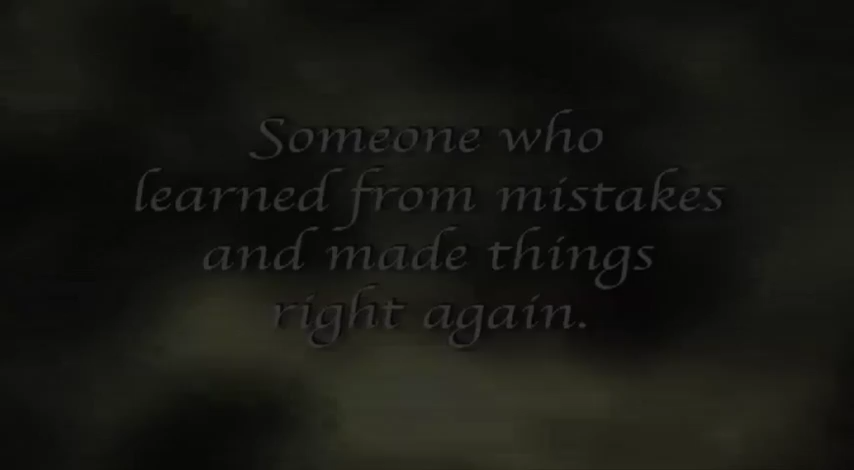 Someone who
learned from mistakes
and made things
right again.